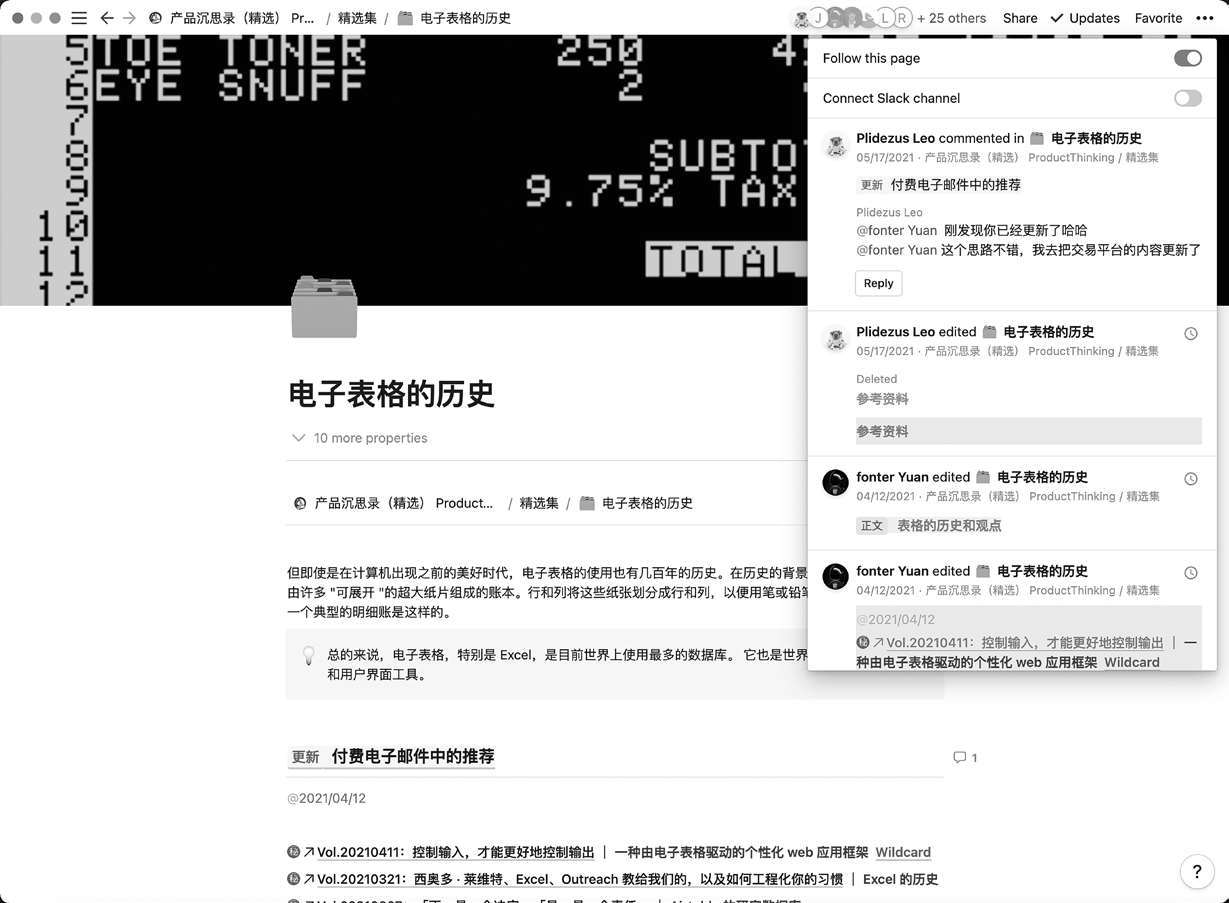 产品沉思录（精选） Pr... / 精选集 / 电子表格的历史
J L R + 25 others Share Updates Favorite
5 TOE TONER 250
6 EYE SNUFF 2
7
8
9
10
11
12
SUBTO
9.75% TAX
TOTAL
电子表格的历史
10 more properties
产品沉思录（精选） Product... / 精选集 / 电子表格的历史
但即使是在计算机出现之前的美好时代，电子表格的使用也有几百年的历史。在历史的背景
由许多 "可展开 "的超大纸片组成的账本。行和列将这些纸张划分成行和列，以便用笔或铅
一个典型的明细账是这样的。
总的来说，电子表格，特别是 Excel，是目前世界上使用最多的数据库。 它也是世界
和用户界面工具。
更新 付费电子邮件中的推荐
1
@2021/04/12
Vol.20210411：控制输入，才能更好地控制输出 | 一种由电子表格驱动的个性化 web 应用框架 Wildcard
Vol.20210321：西奥多 · 莱维特、Excel、Outreach 教给我们的，以及如何工程化你的习惯 | Excel 的历史
Follow this page
Connect Slack channel
Plidezus Leo commented in 电子表格的历史
05/17/2021 · 产品沉思录（精选） ProductThinking / 精选集
更新 付费电子邮件中的推荐
Plidezus Leo
@fonter Yuan 刚发现你已经更新了哈哈
@fonter Yuan 这个思路不错，我去把交易平台的内容更新了
Reply
Plidezus Leo edited 电子表格的历史
05/17/2021 · 产品沉思录（精选） ProductThinking / 精选集
Deleted
参考资料
参考资料
fonter Yuan edited 电子表格的历史
04/12/2021 · 产品沉思录（精选） ProductThinking / 精选集
正文 表格的历史和观点
fonter Yuan edited 电子表格的历史
04/12/2021 · 产品沉思录（精选） ProductThinking / 精选集
@2021/04/12
Vol.20210411：控制输入，才能更好地控制输出 | 一
种由电子表格驱动的个性化 web 应用框架 Wildcard
?